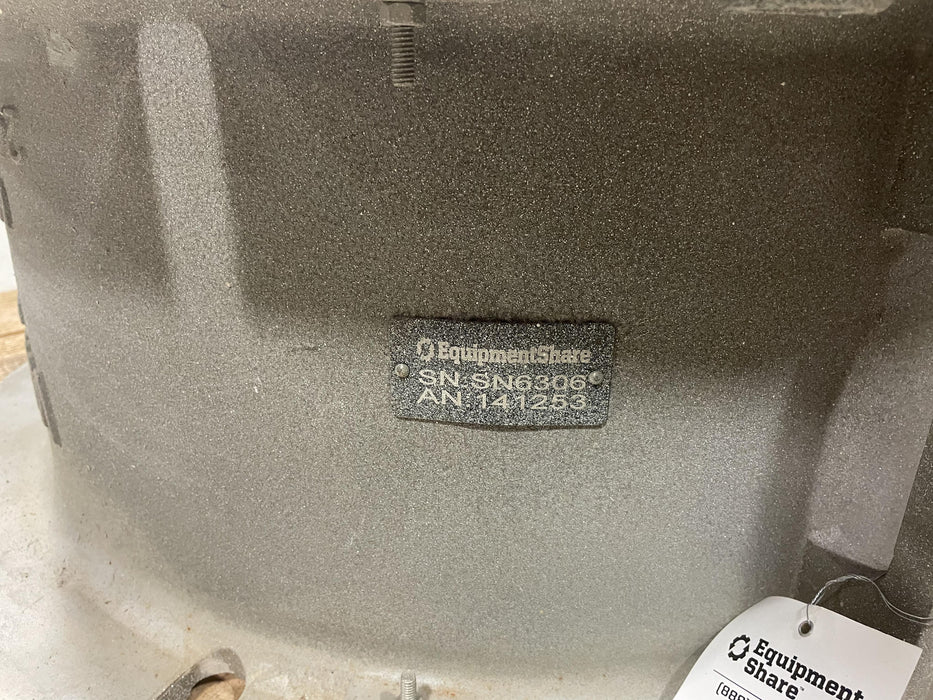 EquipmentShare
SN SN6306
AN 141253
Equipment
Share